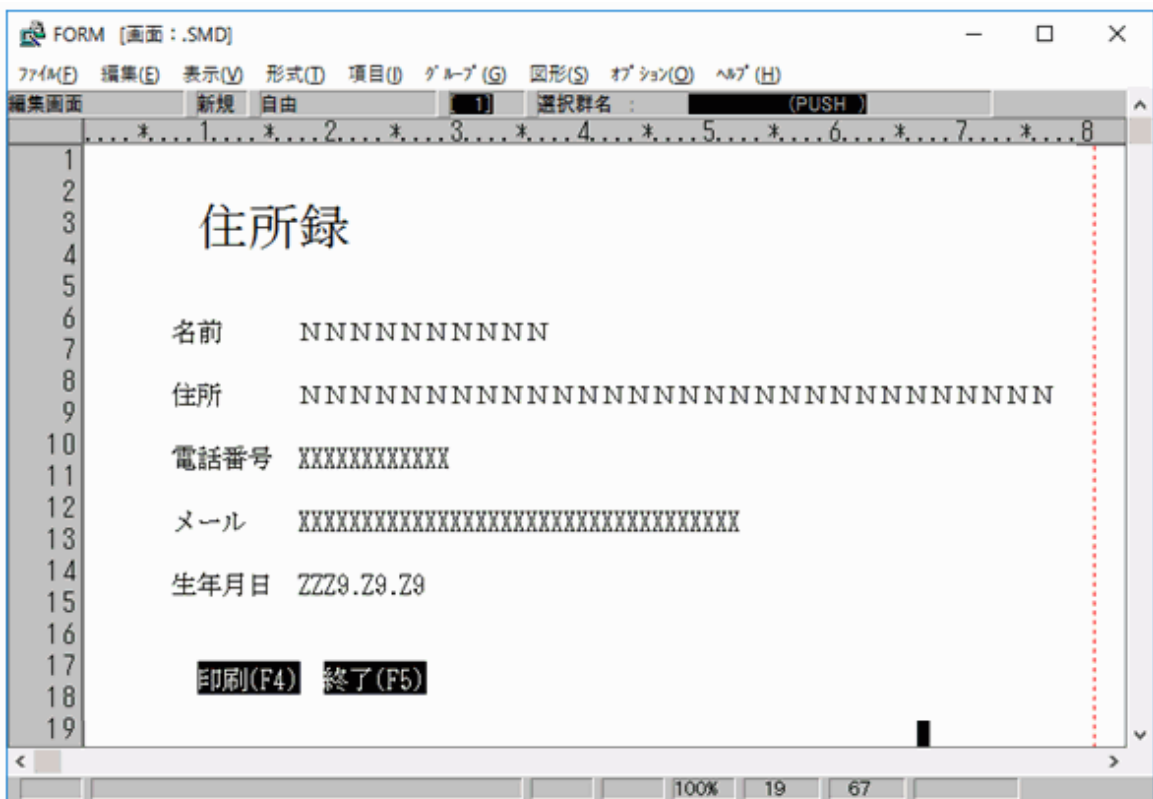 FORM [画面：.SMD]
ﾌｧｲﾙ(F) 編集(E) 表示(V) 形式(T) 項目(I) ｸﾞﾙｰﾌﾟ(G) 図形(S) ｵﾌﾟｼｮﾝ(O) ﾍﾙﾌﾟ(H)
編集画面 新規 自由 [ 1] 選択群名 : (PUSH )
....*....1....*....2....*....3....*....4....*....5....*....6....*....7....*....8
1
2
3 住所録
4
5
6
名前 ＮＮＮＮＮＮＮＮＮＮ
7
8
住所 ＮＮＮＮＮＮＮＮＮＮＮＮＮＮＮＮＮＮＮＮＮＮＮＮＮＮＮＮＮＮ
9
10
電話番号 XXXXXXXXXXXX
11
12
メール XXXXXXXXXXXXXXXXXXXXXXXXXXXXXXXXXXX
13
14
生年月日 ZZZ9.Z9.Z9
15
16
17
印刷(F4) 終了(F5)
18
19
100% 19 67